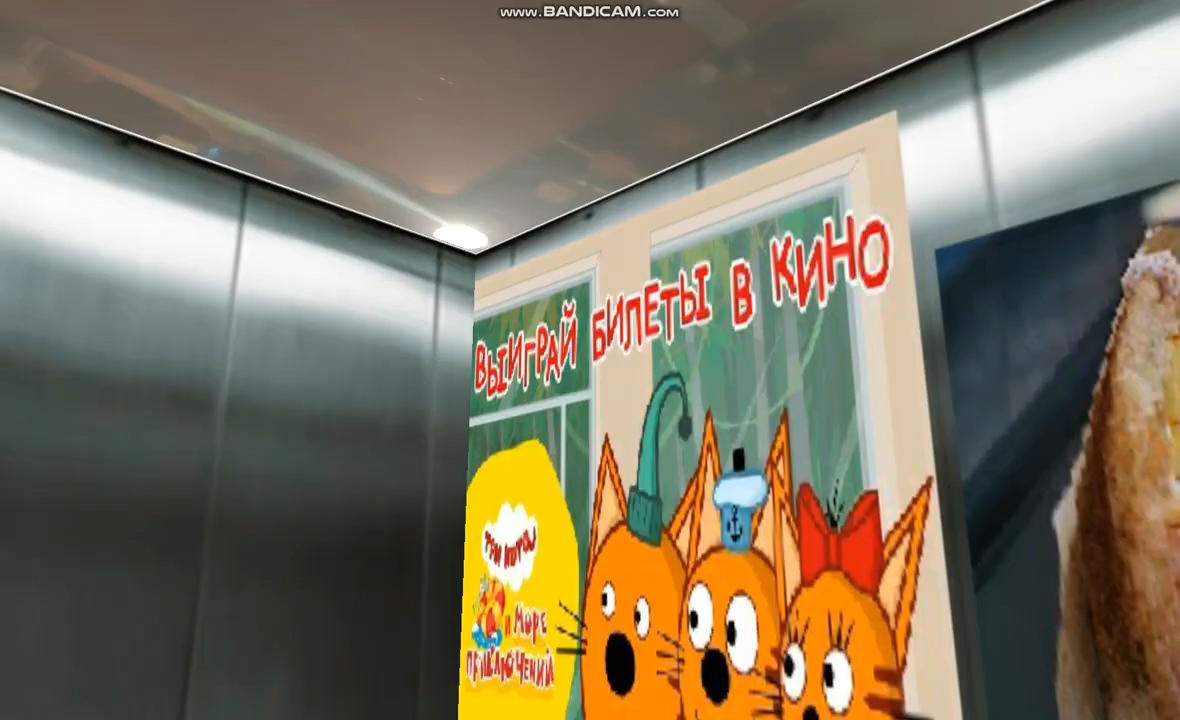 www.BANDICAM.com
ВЫИГРАЙ БИЛЕТЫ В КИНО
ТРИ КОТА
И МОРЕ
ПРИКЛЮЧЕНИЙ